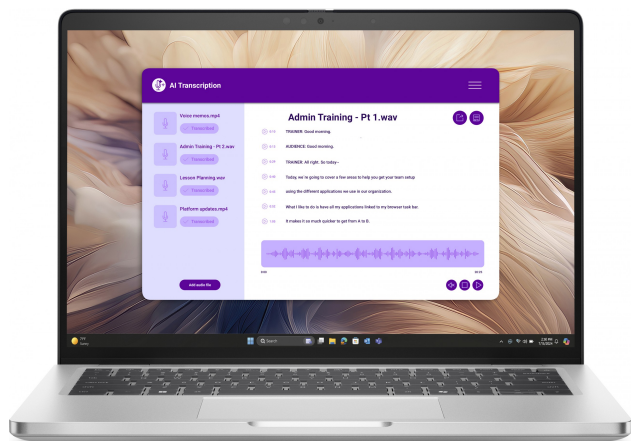 AI Transcription
Voice memos.mp4
Transcribed
Admin Training - Pt 2.wav
Transcribed
Lesson Planning.wav
Transcribed
Platform updates.mp4
Transcribed
Add audio file
Admin Training - Pt 1.wav
TRAINER: Good morning.
AUDIENCE: Good morning.
TRAINER: All right. So today–
Today, we're going to cover a few areas to help you get your team setup
using the different applications we use in our organization.
What I like to do is have all my applications linked to my browser task bar.
It makes it so much quicker to get from A to B.
0:00
Search